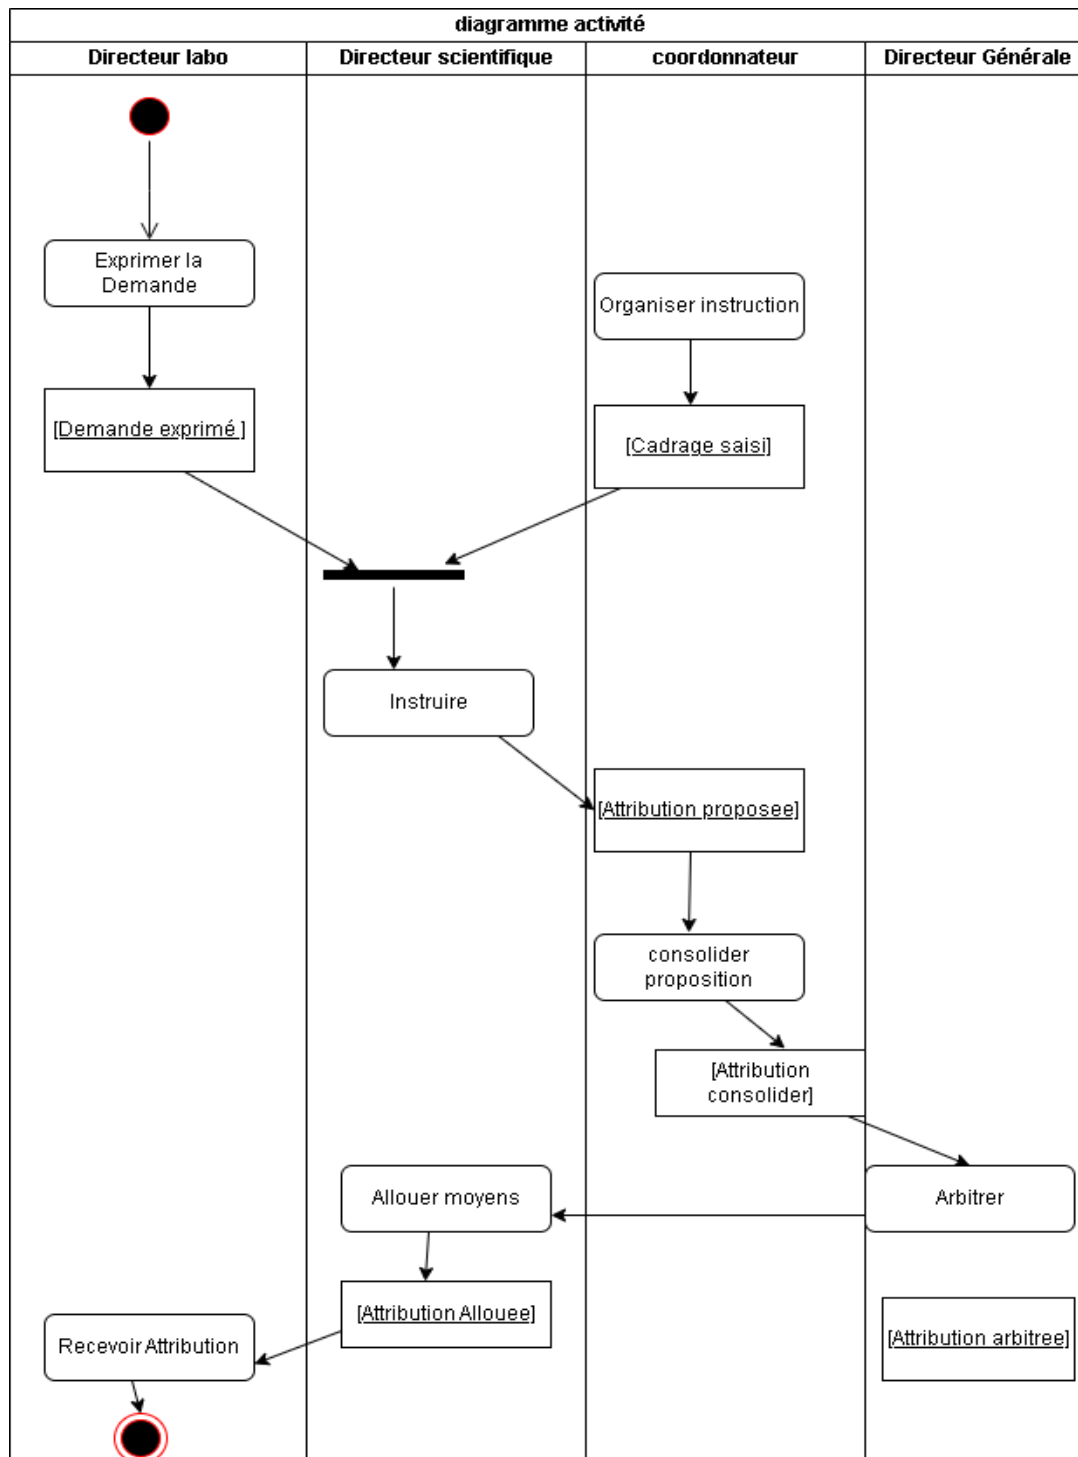 diagramme activité
Directeur labo
Directeur scientifique
coordonnateur
Directeur Générale
Exprimer la
Demande
Organiser instruction
[Demande exprimé ]
[Cadrage saisi]
Instruire
[Attribution proposee]
consolider
proposition
[Attribution
consolider]
Allouer moyens
Arbitrer
[Attribution Allouee]
Recevoir Attribution
[Attribution arbitree]